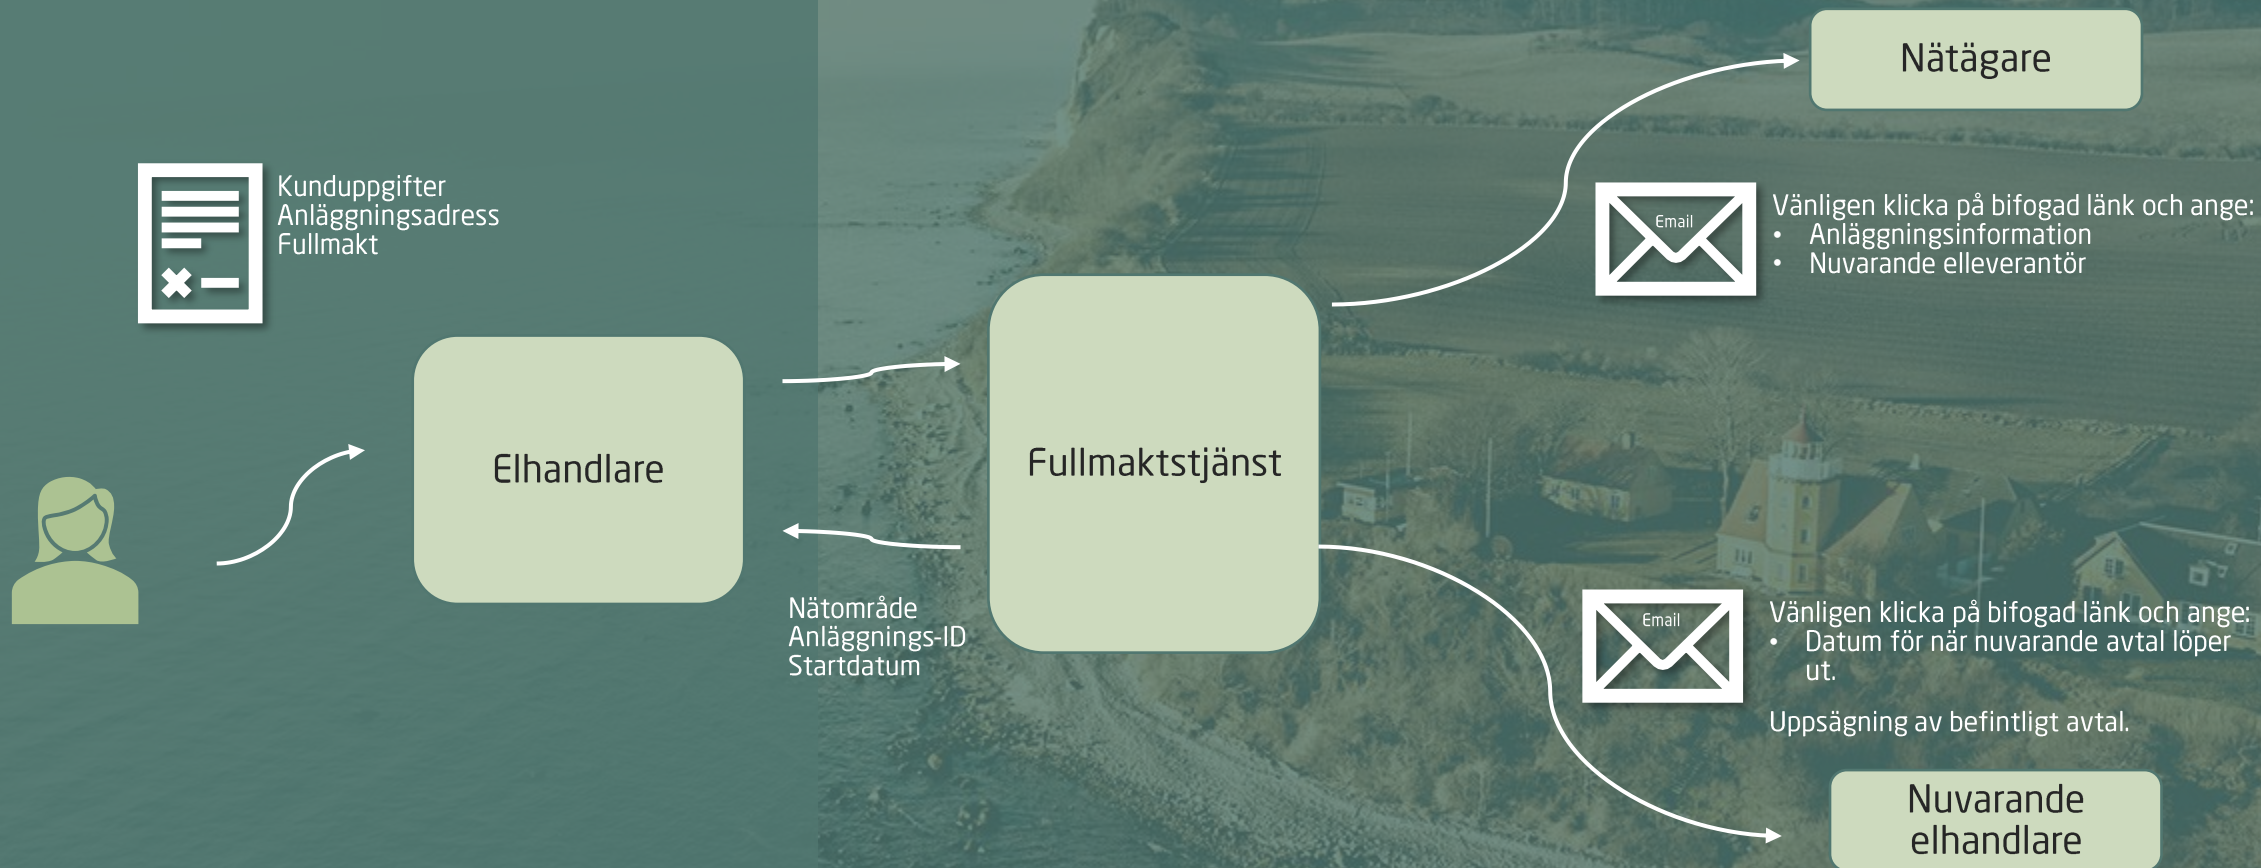 Nätägare
Kunduppgifter
Anläggningsadress
Fullmakt
Email
Vänligen klicka på bifogad länk och ange:
• Anläggningsinformation
• Nuvarande elleverantör
Elhandlare
Fullmaktstjänst
Nätområde
Anläggnings-ID
Startdatum
Email
Vänligen klicka på bifogad länk och ange:
• Datum för när nuvarande avtal löper
ut.
Uppsägning av befintligt avtal.
Nuvarande
elhandlare